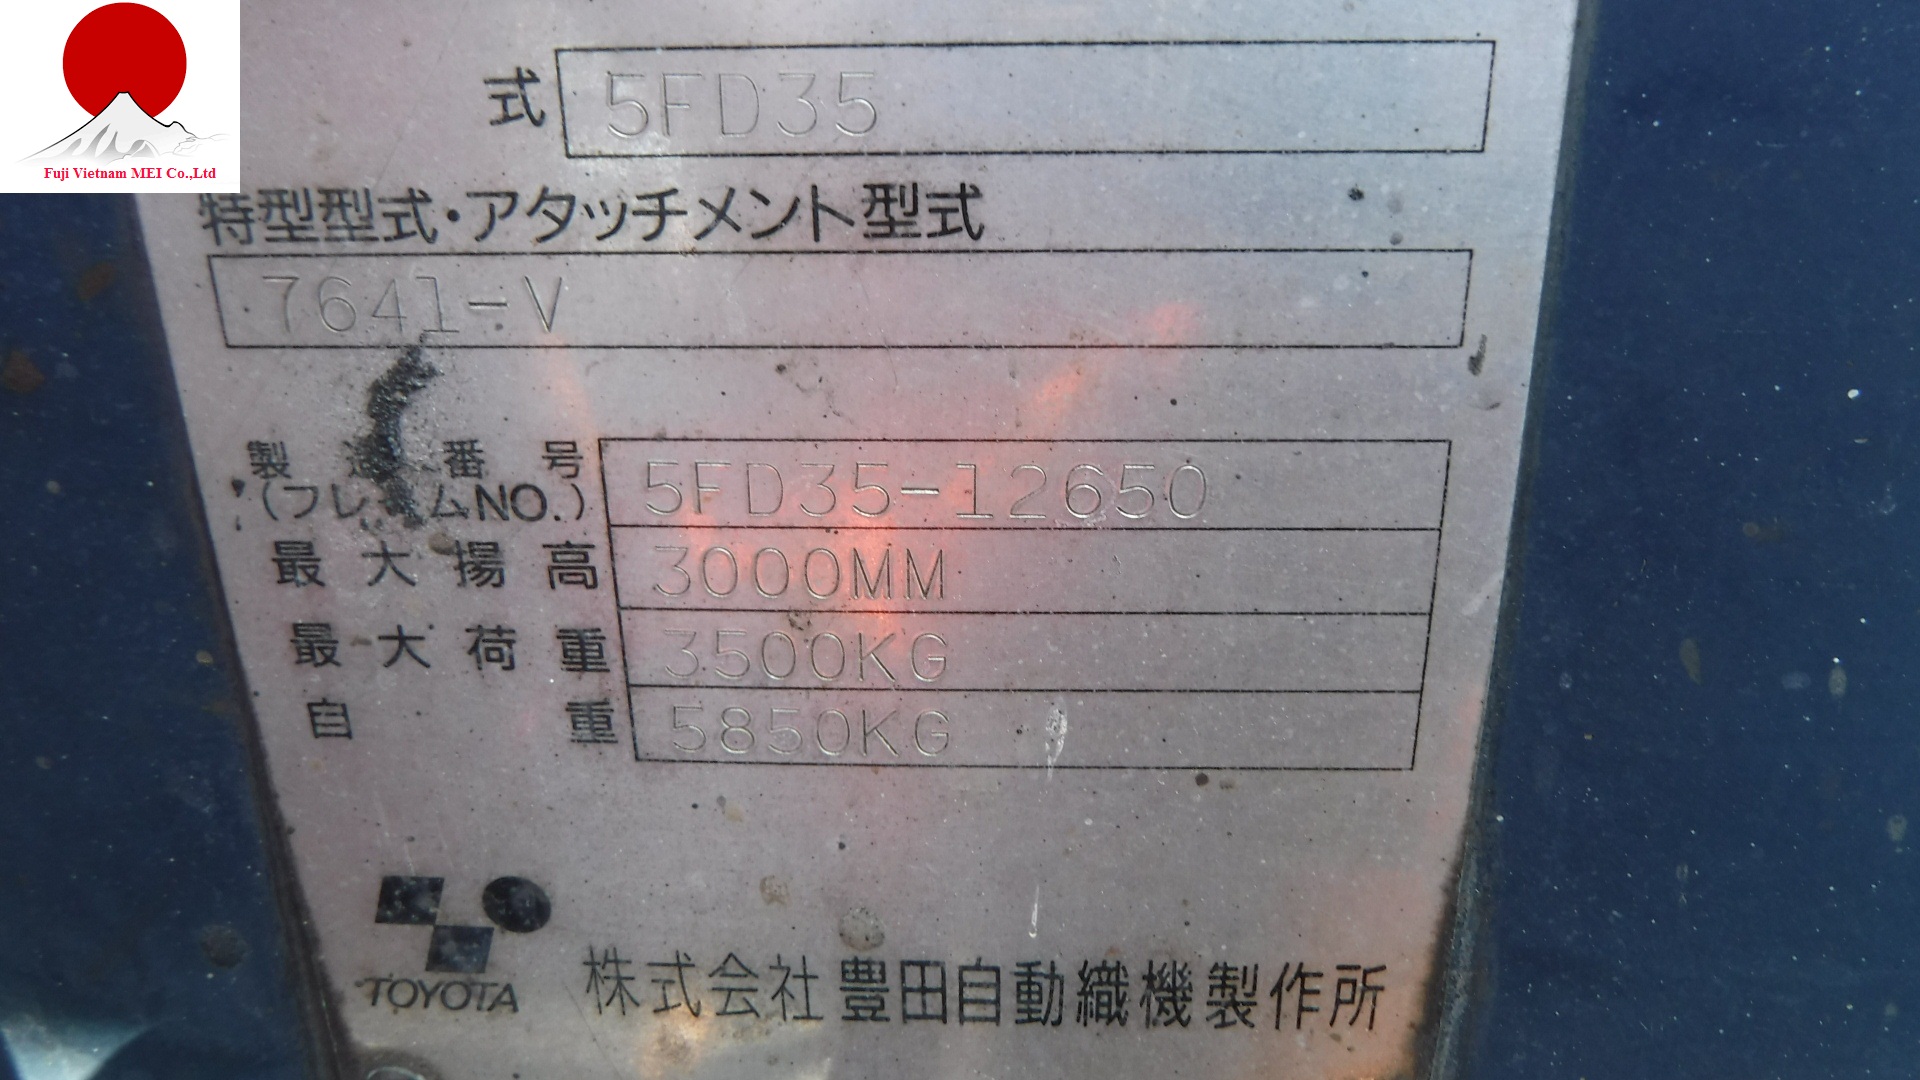 Fuji Vietnam MEI Co.,Ltd
式 5FD35
特型型式・アタッチメント型式
7641-V
製造番号
(フレームNO.) 5FD35-12650
最大揚高 3000MM
最大荷重 3500KG
自重 5850KG
TOYOTA 株式会社豊田自動織機製作所